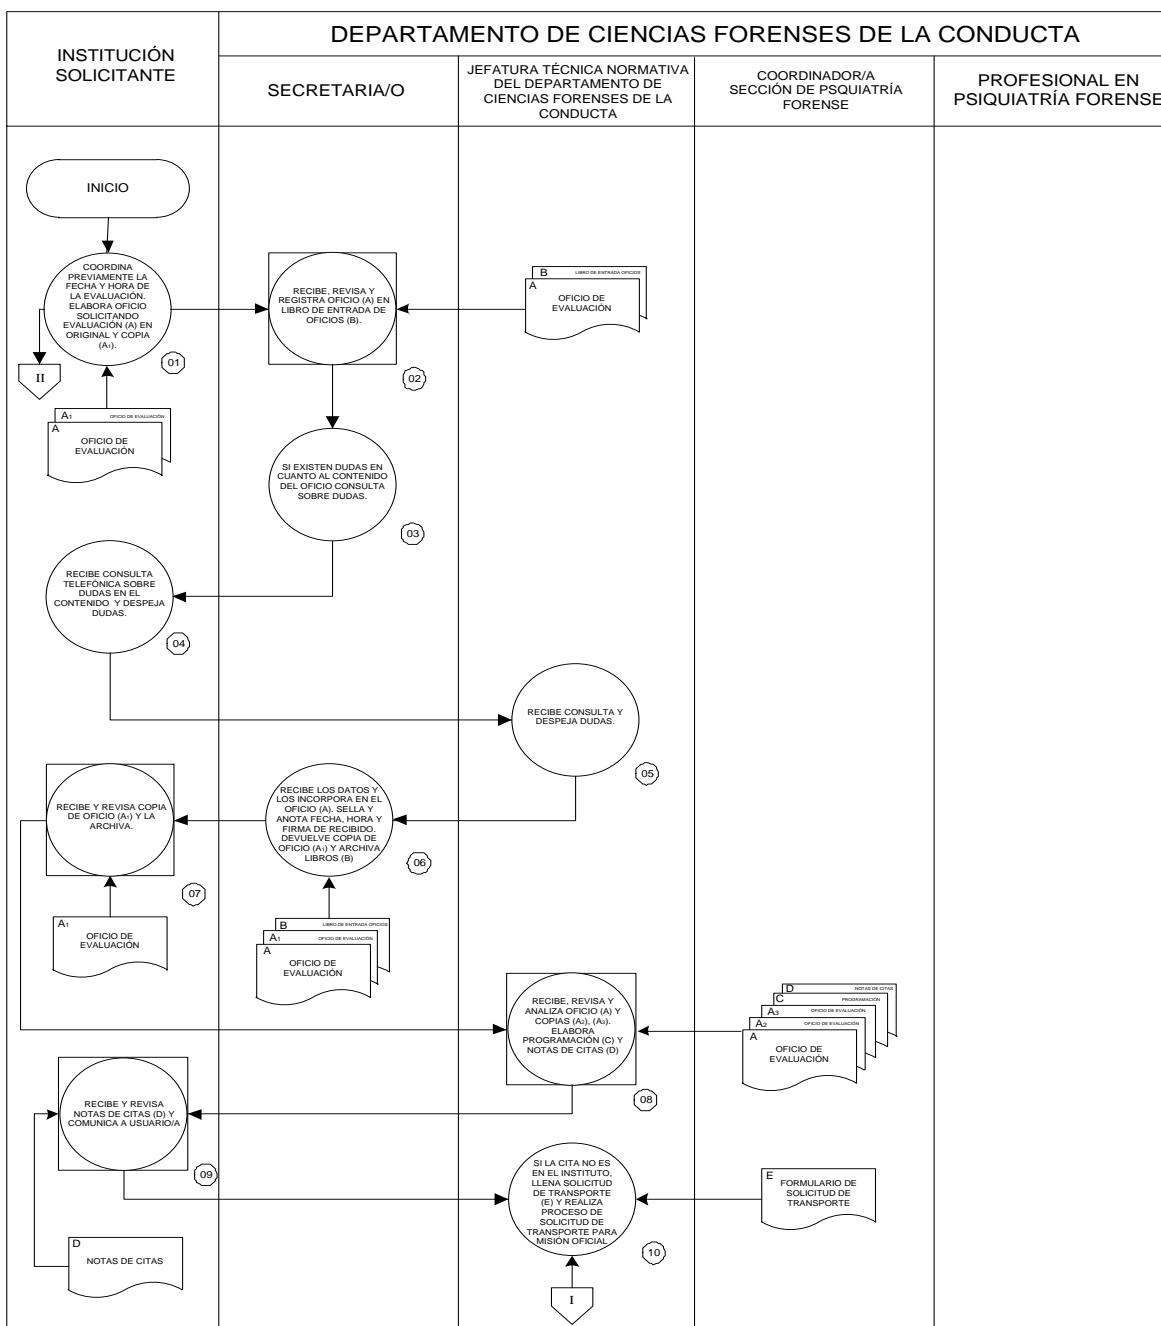 DEPARTAMENTO DE CIENCIAS FORENSES DE LA CONDUCTA
INSTITUCIÓN
SOLICITANTE
SECRETARIA/O
JEFATURA TÉCNICA NORMATIVA
DEL DEPARTAMENTO DE
CIENCIAS FORENSES DE LA
CONDUCTA
COORDINADOR/A
SECCIÓN DE PSQUIATRÍA
FORENSE
PROFESIONAL EN
PSIQUIATRÍA FORENSE
INICIO
COORDINA
PREVIAMENTE LA
FECHA Y HORA DE
LA EVALUACIÓN.
ELABORA OFICIO
SOLICITANDO
EVALUACIÓN (A) EN
ORIGINAL Y COPIA
(A1).
01
II
A1 OFICIO DE EVALUACIÓN
A
OFICIO DE
EVALUACIÓN
RECIBE, REVISA Y
REGISTRA OFICIO (A) EN
LIBRO DE ENTRADA DE
OFICIOS (B).
02
B LIBRO DE ENTRADA OFICIOS
A
OFICIO DE
EVALUACIÓN
SI EXISTEN DUDAS EN
CUANTO AL CONTENIDO
DEL OFICIO CONSULTA
SOBRE DUDAS.
03
RECIBE CONSULTA
TELEFÓNICA SOBRE
DUDAS EN EL
CONTENIDO Y DESPEJA
DUDAS.
04
RECIBE CONSULTA Y
DESPEJA DUDAS.
05
RECIBE LOS DATOS Y
LOS INCORPORA EN EL
OFICIO (A). SELLA Y
ANOTA FECHA, HORA Y
FIRMA DE RECIBIDO.
DEVUELVE COPIA DE
OFICIO (A1) Y ARCHIVA
LIBROS (B)
06
B LIBRO DE ENTRADA OFICIOS
A1 OFICIO DE EVALUACIÓN
A
OFICIO DE
EVALUACIÓN
RECIBE Y REVISA COPIA
DE OFICIO (A1) Y LA
ARCHIVA.
07
A1
OFICIO DE
EVALUACIÓN
RECIBE, REVISA Y
ANALIZA OFICIO (A) Y
COPIAS (A2), (A3).
ELABORA
PROGRAMACIÓN (C) Y
NOTAS DE CITAS (D)
08
D NOTAS DE CITAS
C PROGRAMACIÓN
A3 OFICIO DE EVALUACIÓN
A2 OFICIO DE EVALUACIÓN
A
OFICIO DE
EVALUACIÓN
RECIBE Y REVISA
NOTAS DE CITAS (D) Y
COMUNICA A USUARIO/A
09
D
NOTAS DE CITAS
SI LA CITA NO ES
EN EL INSTITUTO,
LLENA SOLICITUD
DE TRANSPORTE
(E) Y REALIZA
PROCESO DE
SOLICITUD DE
TRANSPORTE PARA
MISIÓN OFICIAL
10
E
FORMULARIO DE
SOLICITUD DE
TRANSPORTE
I